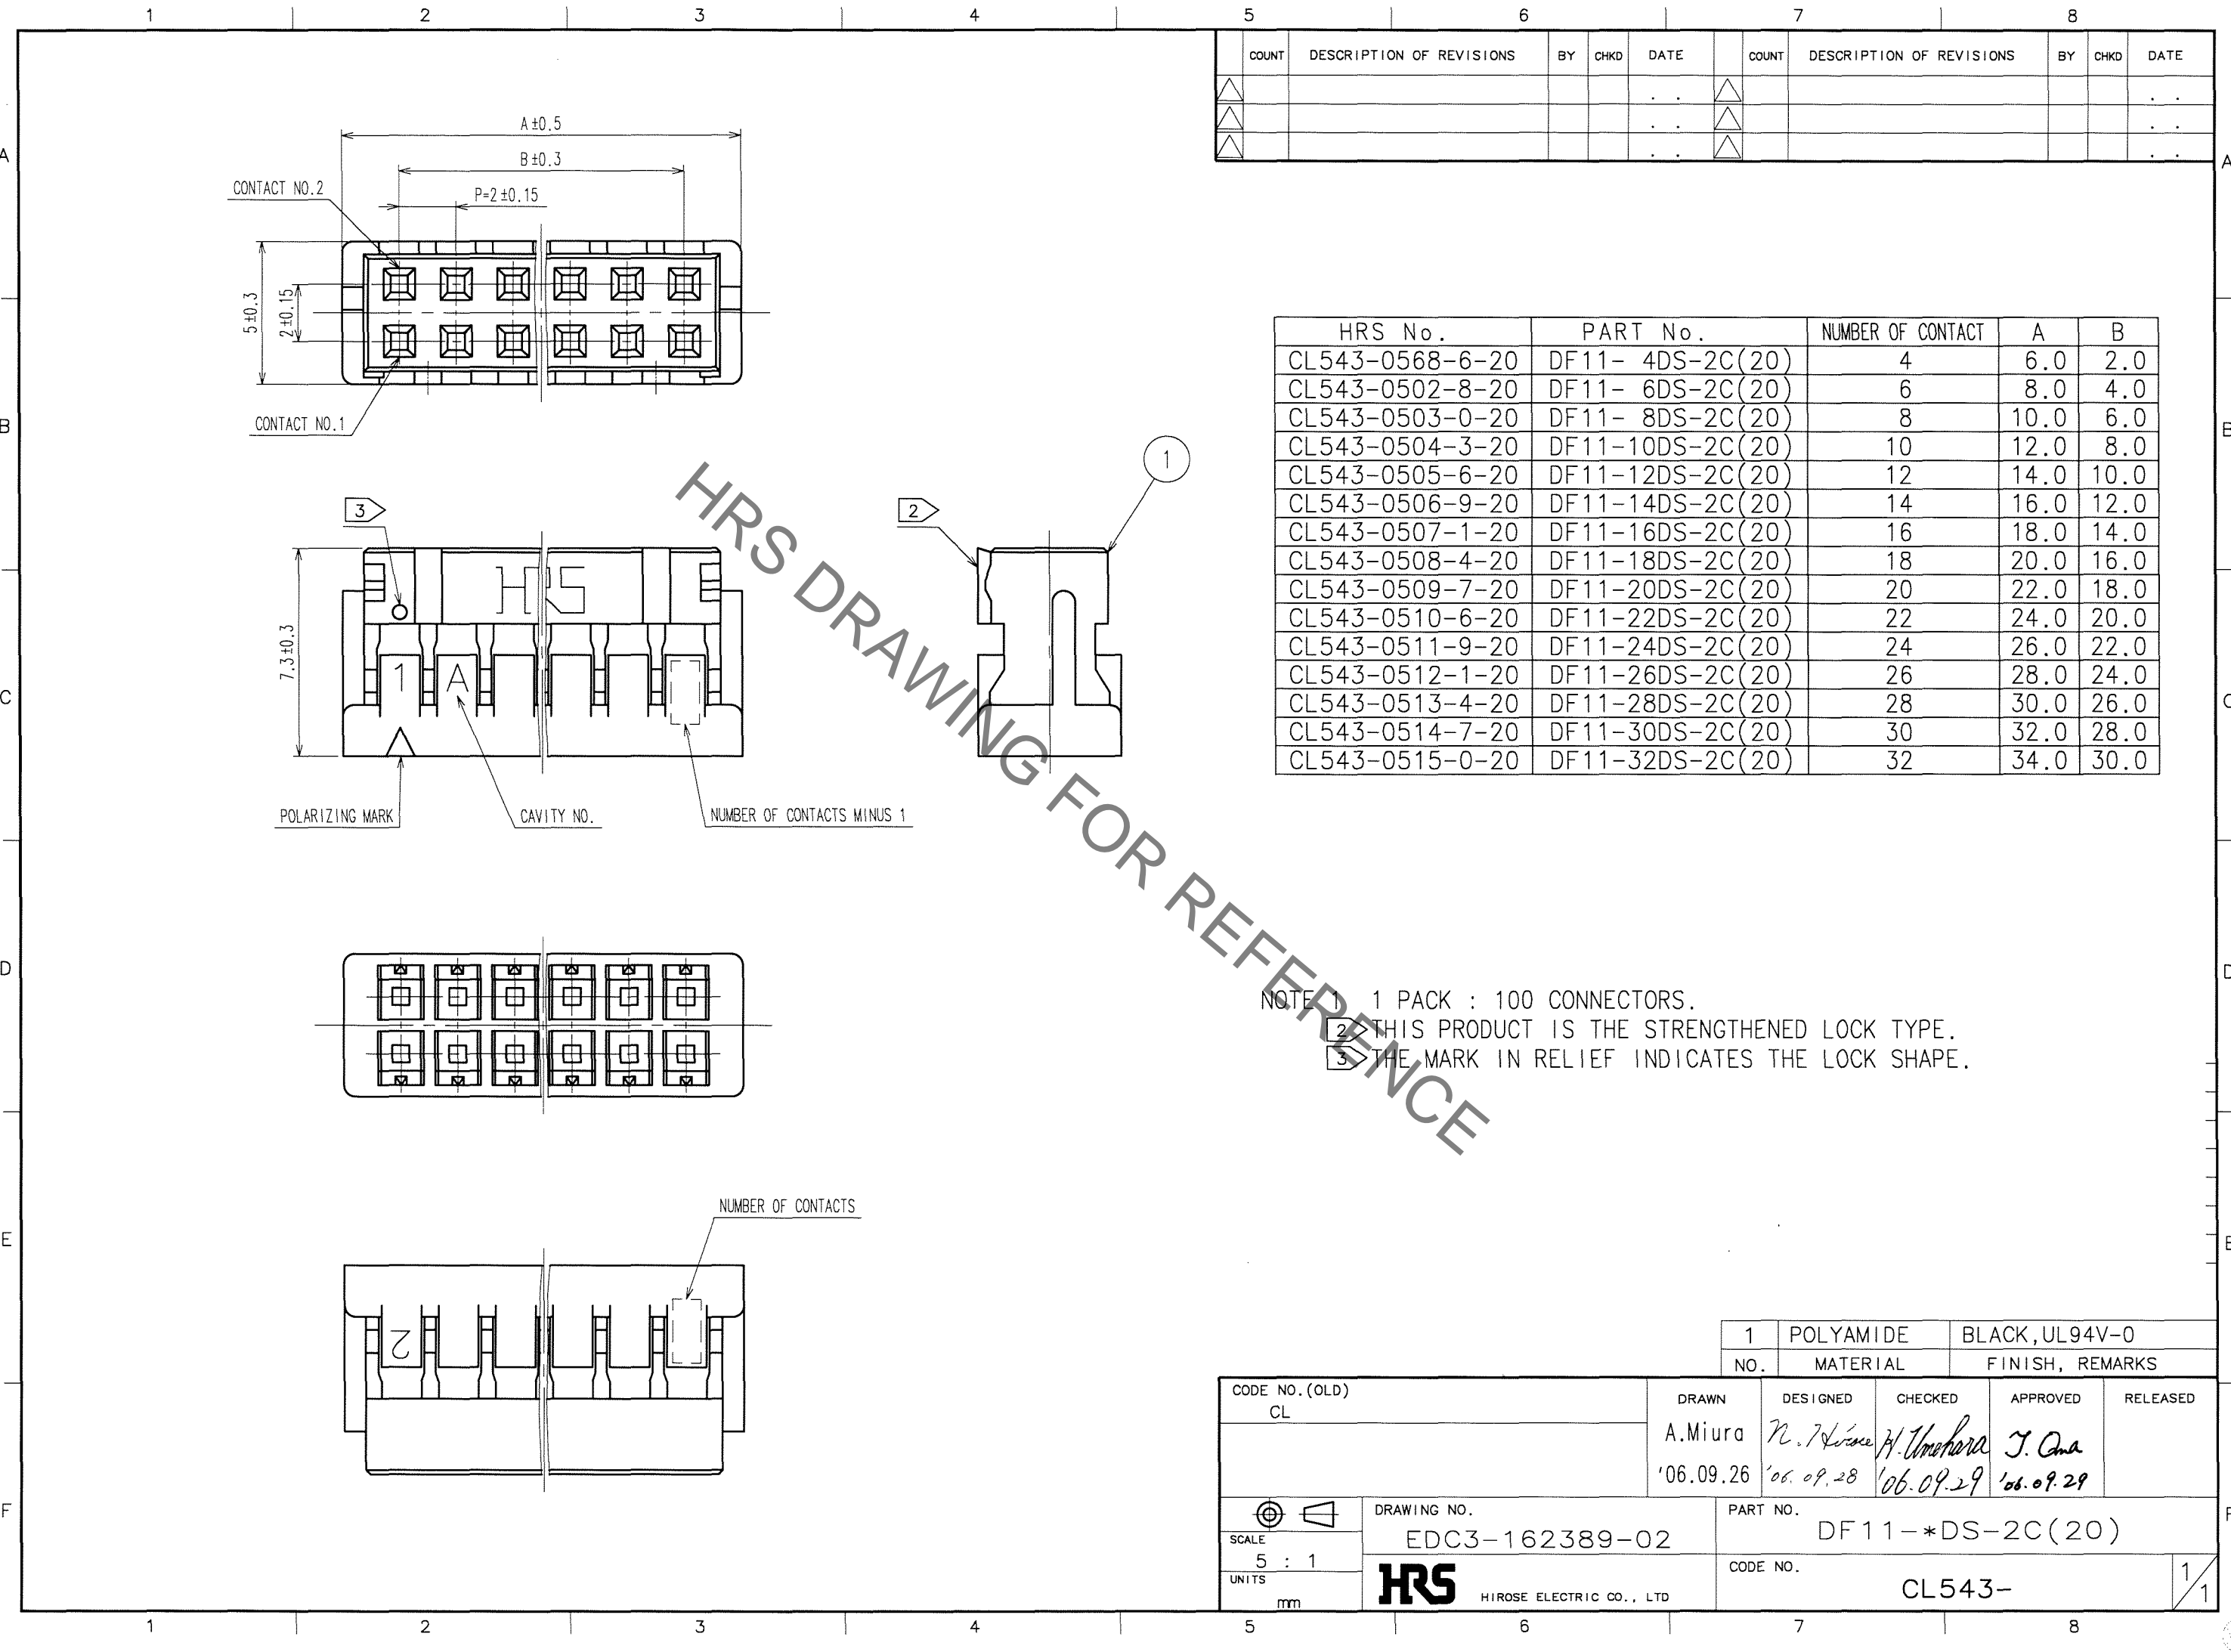 1 2 3 4 5 6 7 8
COUNT DESCRIPTION OF REVISIONS BY CHKD DATE COUNT DESCRIPTION OF REVISIONS BY CHKD DATE
A A
B B
C C
D D
E E
F F
A±0.5
B±0.3
P=2±0.15
CONTACT NO.2
5±0.3
2±0.15
CONTACT NO.1
3
HRS
7.3±0.3
1 A
POLARIZING MARK
CAVITY NO.
NUMBER OF CONTACTS MINUS 1
2
1
HRS DRAWING FOR REFERENCE
HRS No. PART No. NUMBER OF CONTACT A B
CL543-0568-6-20 DF11- 4DS-2C(20) 4 6.0 2.0
CL543-0502-8-20 DF11- 6DS-2C(20) 6 8.0 4.0
CL543-0503-0-20 DF11- 8DS-2C(20) 8 10.0 6.0
CL543-0504-3-20 DF11-10DS-2C(20) 10 12.0 8.0
CL543-0505-6-20 DF11-12DS-2C(20) 12 14.0 10.0
CL543-0506-9-20 DF11-14DS-2C(20) 14 16.0 12.0
CL543-0507-1-20 DF11-16DS-2C(20) 16 18.0 14.0
CL543-0508-4-20 DF11-18DS-2C(20) 18 20.0 16.0
CL543-0509-7-20 DF11-20DS-2C(20) 20 22.0 18.0
CL543-0510-6-20 DF11-22DS-2C(20) 22 24.0 20.0
CL543-0511-9-20 DF11-24DS-2C(20) 24 26.0 22.0
CL543-0512-1-20 DF11-26DS-2C(20) 26 28.0 24.0
CL543-0513-4-20 DF11-28DS-2C(20) 28 30.0 26.0
CL543-0514-7-20 DF11-30DS-2C(20) 30 32.0 28.0
CL543-0515-0-20 DF11-32DS-2C(20) 32 34.0 30.0
NOTE 1 1 PACK : 100 CONNECTORS.
2 THIS PRODUCT IS THE STRENGTHENED LOCK TYPE.
3 THE MARK IN RELIEF INDICATES THE LOCK SHAPE.
NUMBER OF CONTACTS
2
1 POLYAMIDE BLACK,UL94V-0
NO. MATERIAL FINISH, REMARKS
CODE NO.(OLD)
CL
DRAWN DESIGNED CHECKED APPROVED RELEASED
A.Miura N. Hirose H. Umehara T. Ona
'06.09.26 '06.09.28 '06.09.29 '06.09.29
SCALE
5 : 1
UNITS
mm
DRAWING NO.
EDC3-162389-02
PART NO.
DF11-*DS-2C(20)
HRS HIROSE ELECTRIC CO., LTD
CODE NO.
CL543-
1/1
1 2 3 4 5 6 7 8